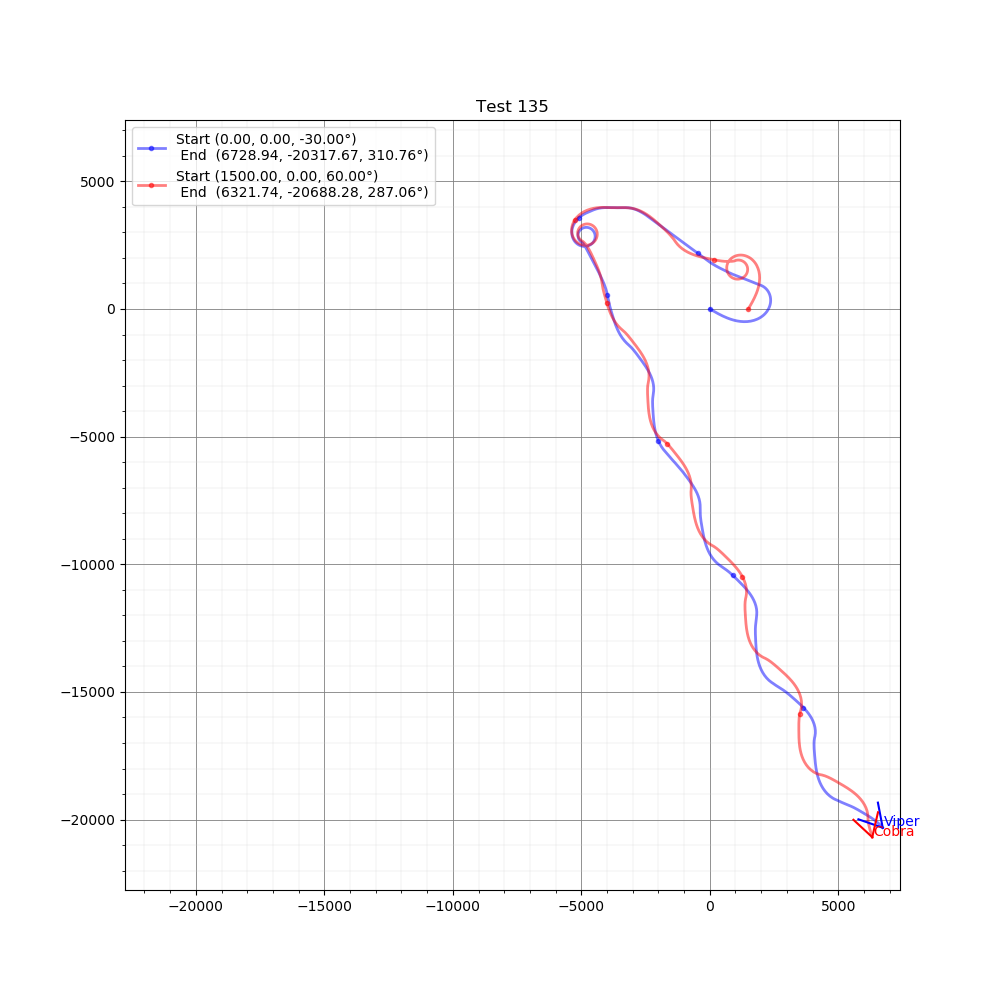 Test 135
Start (0.00, 0.00, -30.00°)
End (6728.94, -20317.67, 310.76°)
Start (1500.00, 0.00, 60.00°)
End (6321.74, -20688.28, 287.06°)
5000
0
−5000
−10000
−15000
−20000
Viper
Cobra
−20000 −15000 −10000 −5000 0 5000